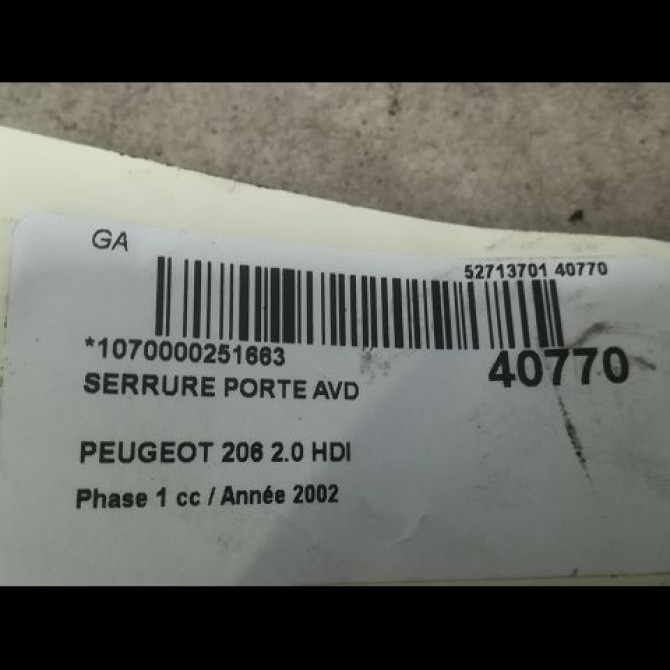 GA
52713701 40770
*1070000251663
40770
SERRURE PORTE AVD
PEUGEOT 206 2.0 HDI
Phase 1 cc / Année 2002